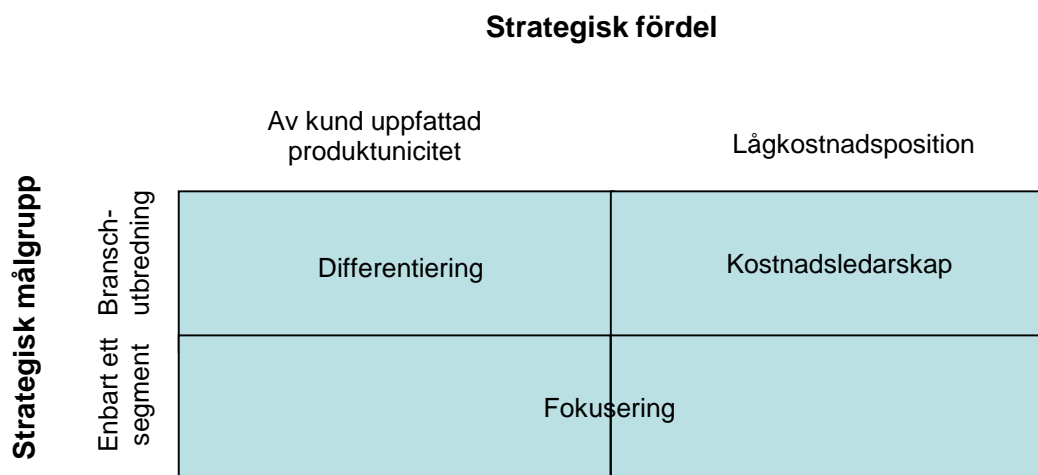 Strategisk fördel
Av kund uppfattad
produktunicitet
Lågkostnadsposition
Strategisk målgrupp
Bransch-
utbredning
Differentiering
Kostnadsledarskap
Enbart ett
segment
Fokusering